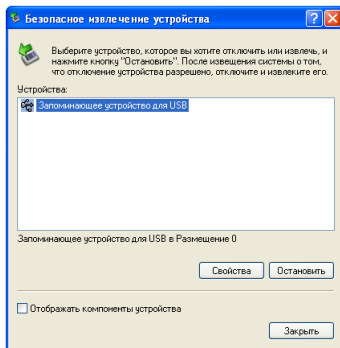 Безопасное извлечение устройства
Выберите устройство, которое вы хотите отключить или извлечь, и
нажмите кнопку "Остановить". После извещения системы о том,
что отключение устройства разрешено, отключите и извлеките его.
Устройства:
Запоминающее устройство для USB
Запоминающее устройство для USB в Размещение 0
Свойства Остановить
Отображать компоненты устройства
Закрыть